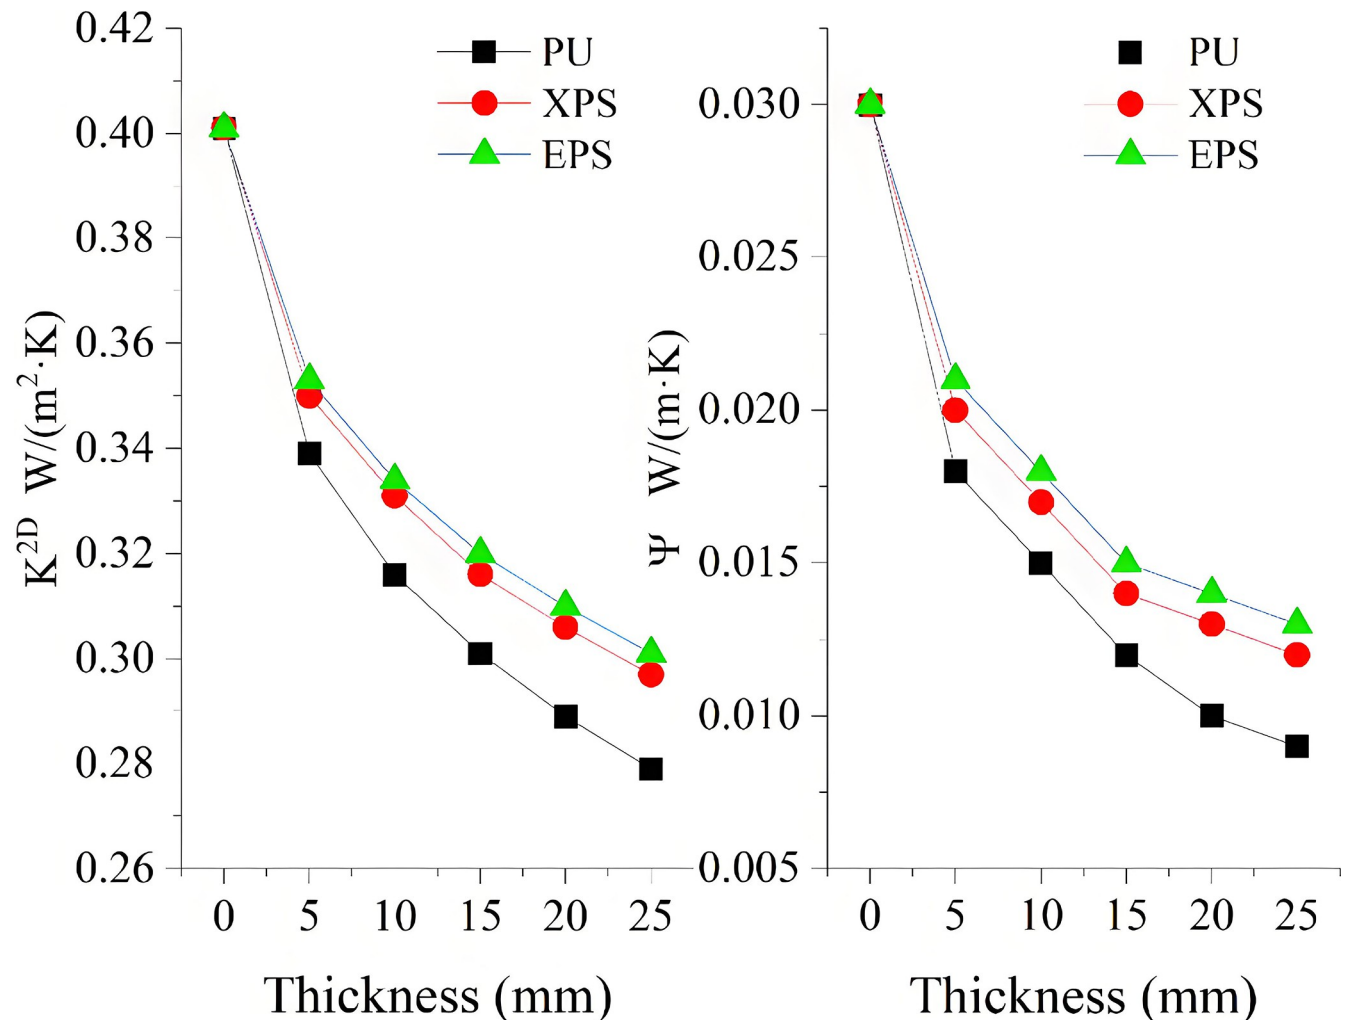 0.42
0.40
0.38
0.36
0.34
0.32
0.30
0.28
0.26
K²ᴰ W/(m²·K)
PU
XPS
EPS
0 5 10 15 20 25
Thickness (mm)
0.030
0.025
0.020
0.015
0.010
0.005
Ψ W/(m·K)
PU
XPS
EPS
0 5 10 15 20 25
Thickness (mm)